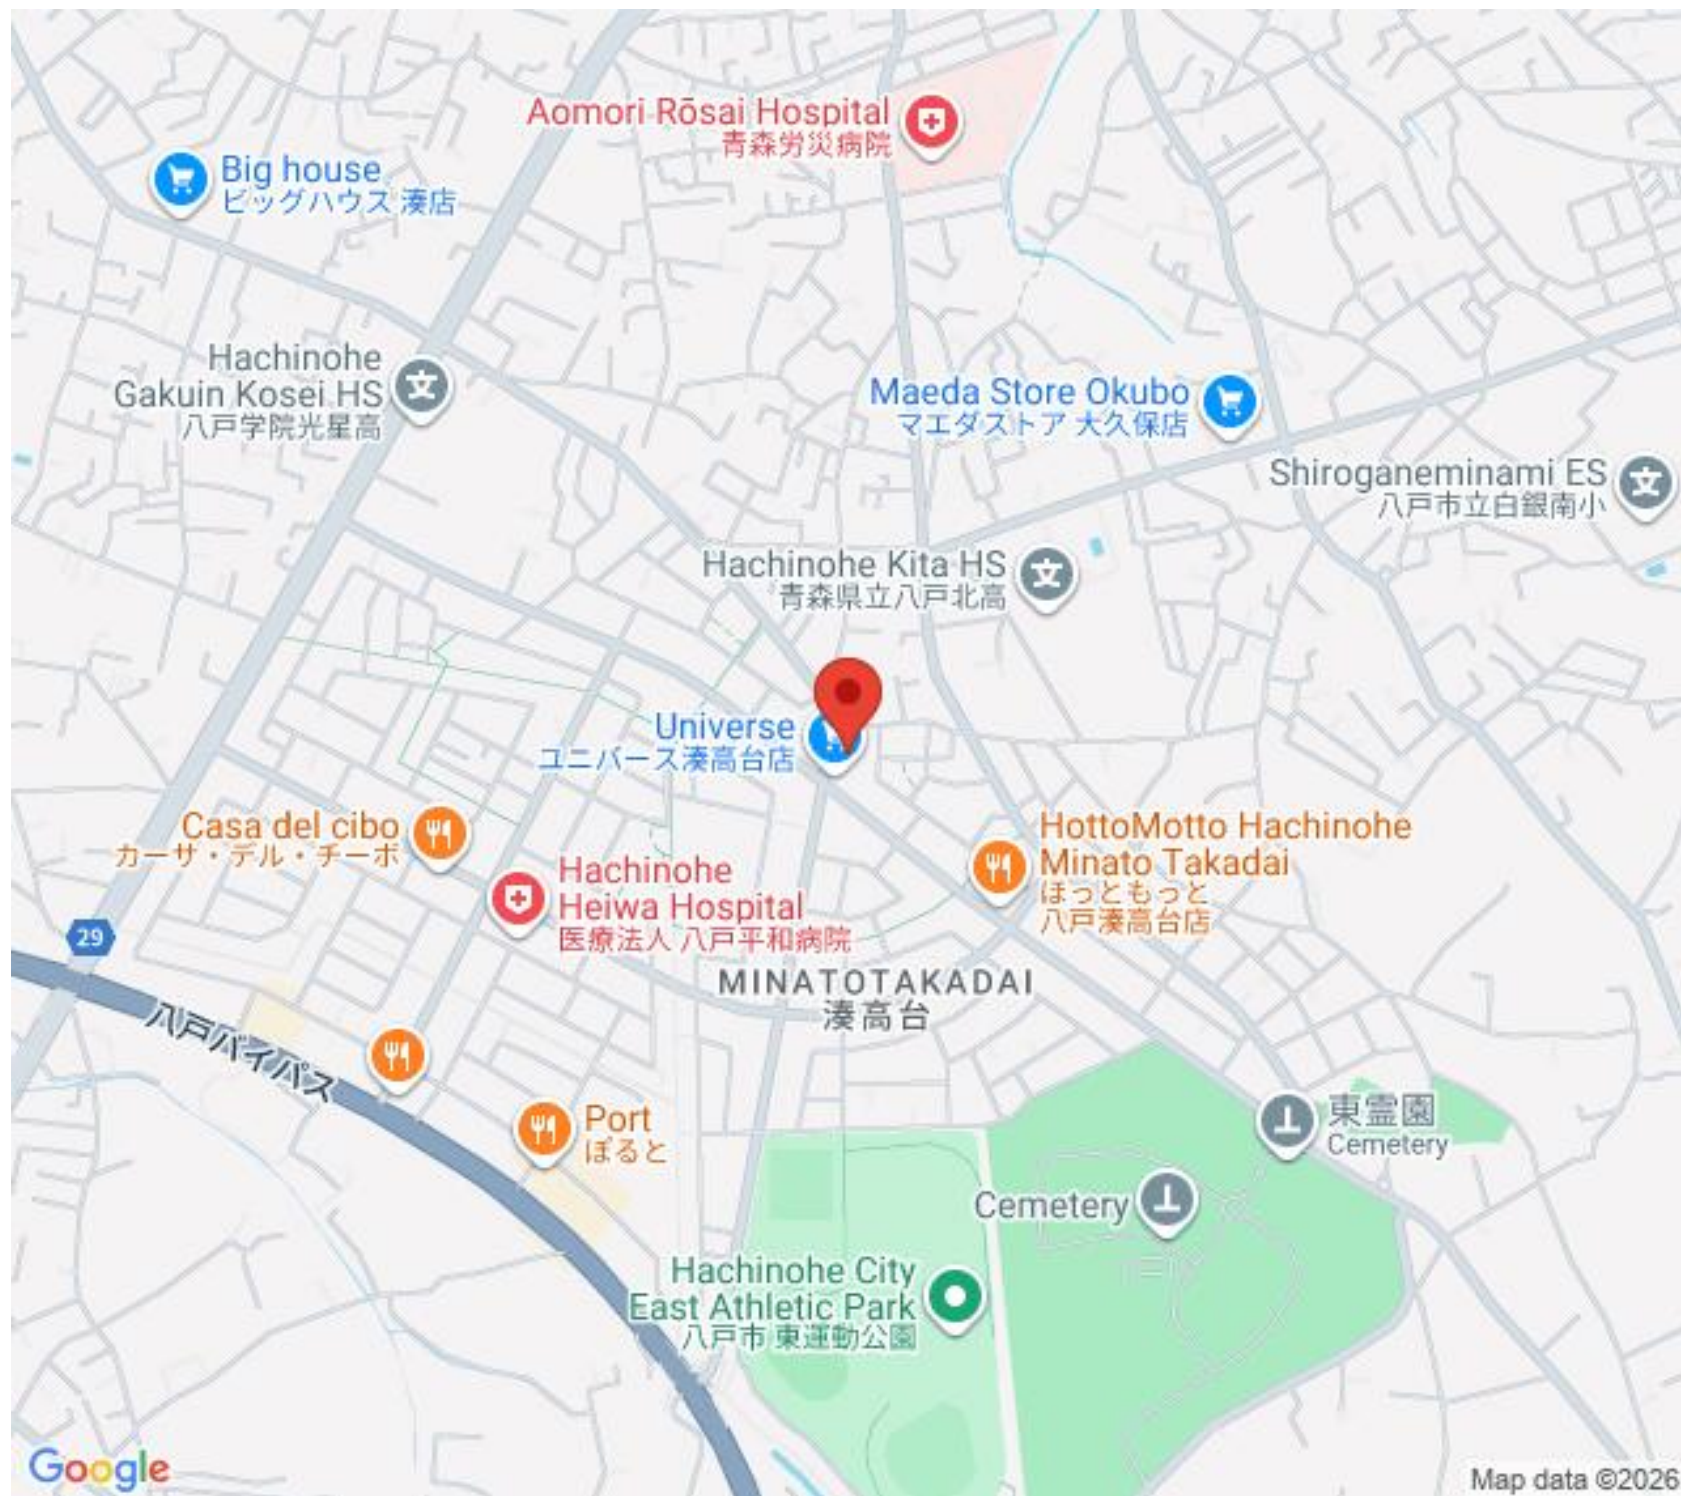 Aomori Rōsai Hospital
青森労災病院
Big house
ビッグハウス 湊店
Hachinohe
Gakuin Kosei HS
八戸学院光星高
Maeda Store Okubo
マエダストア 大久保店
Shiroganeminami ES
八戸市立白銀南小
Hachinohe Kita HS
青森県立八戸北高
Universe
ユニバース湊高台店
Casa del cibo
カーサ・デル・チーボ
HottoMotto Hachinohe
Minato Takadai
ほっともっと
八戸湊高台店
Hachinohe
Heiwa Hospital
医療法人 八戸平和病院
29
MINATOTAKADAI
湊高台
八戸バイパス
Port
ぽると
東霊園
Cemetery
Cemetery
Hachinohe City
East Athletic Park
八戸市 東運動公園
Google
Map data ©2026